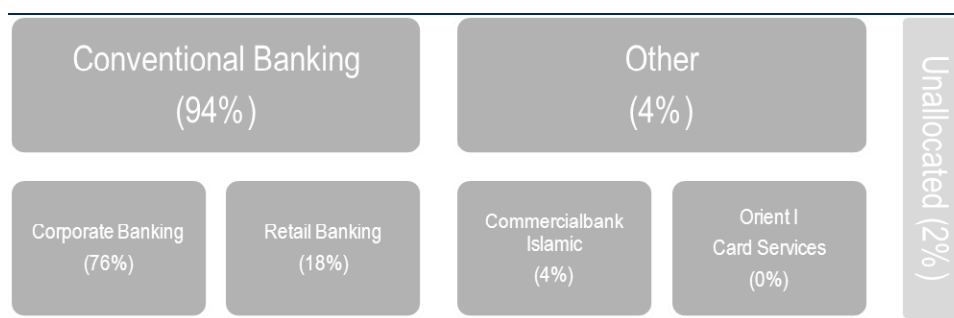 Conventional Banking
(94%)
Other
(4%)
Corporate Banking
(76%)
Retail Banking
(18%)
Commercialbank
Islamic
(4%)
Orient I
Card Services
(0%)
Unallocated (2%)